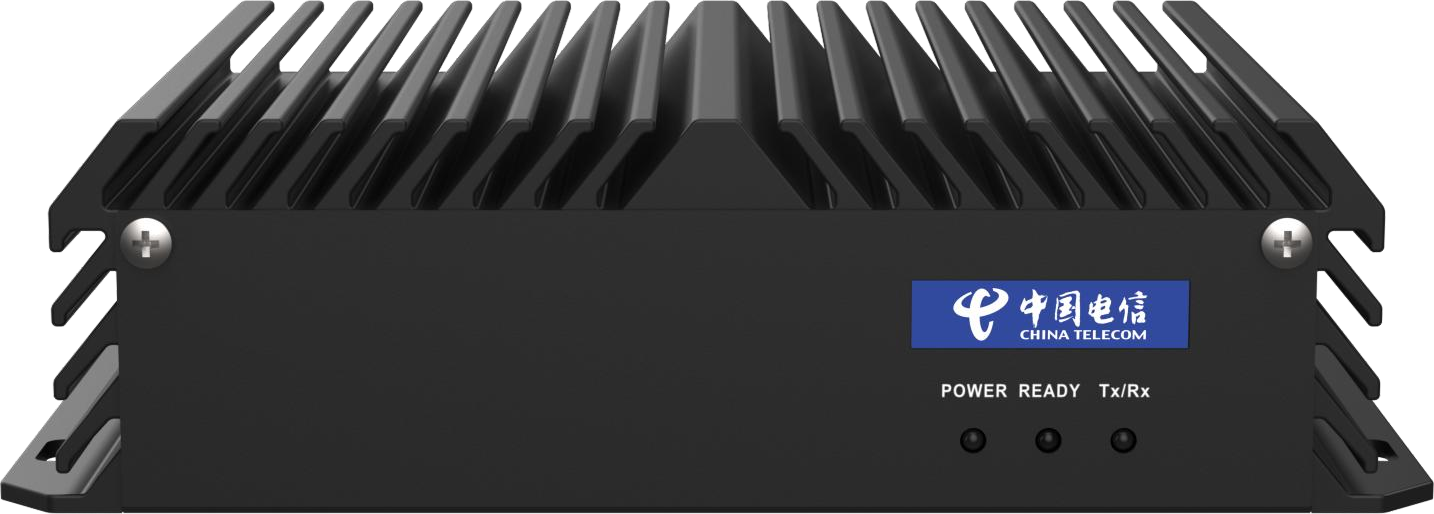 中国电信
CHINA TELECOM
POWER READY Tx/Rx